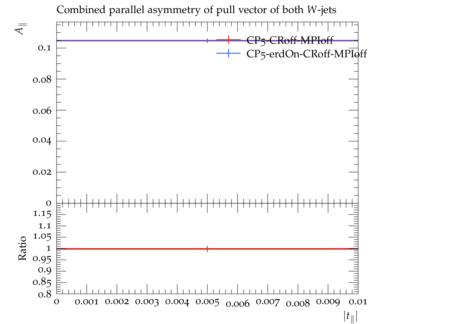 Combined parallel asymmetry of pull vector of both W-jets
A∥
CP5-CRoff-MPIoff
CP5-erdOn-CRoff-MPIoff
0.1
0.08
0.06
0.04
0.02
0
Ratio
1.15
1.1
1.05
1
0.95
0.9
0.85
0.8
0 0.001 0.002 0.003 0.004 0.005 0.006 0.007 0.008 0.009 0.01
|t∥|